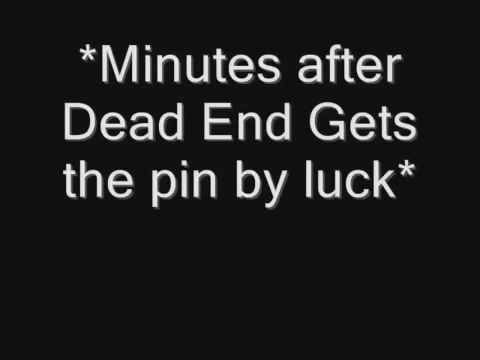 *Minutes after
Dead End Gets
the pin by luck*